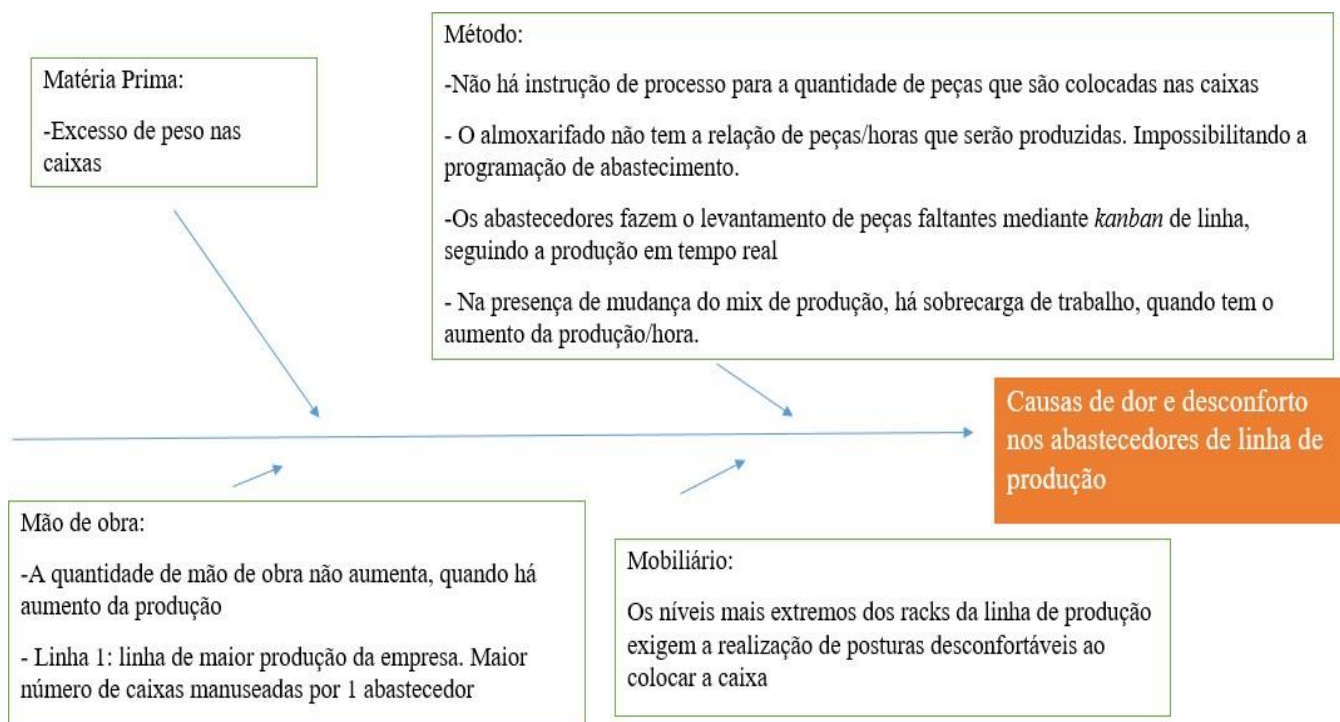 Matéria Prima:
-Excesso de peso nas
caixas
Método:
-Não há instrução de processo para a quantidade de peças que são colocadas nas caixas
- O almoxarifado não tem a relação de peças/horas que serão produzidas. Impossibilitando a
programação de abastecimento.
-Os abastecedores fazem o levantamento de peças faltantes mediante kanban de linha,
seguindo a produção em tempo real
- Na presença de mudança do mix de produção, há sobrecarga de trabalho, quando tem o
aumento da produção/hora.
Causas de dor e desconforto
nos abastecedores de linha de
produção
Mão de obra:
-A quantidade de mão de obra não aumenta, quando há
aumento da produção
- Linha 1: linha de maior produção da empresa. Maior
número de caixas manuseadas por 1 abastecedor
Mobiliário:
Os níveis mais extremos dos racks da linha de produção
exigem a realização de posturas desconfortáveis ao
colocar a caixa